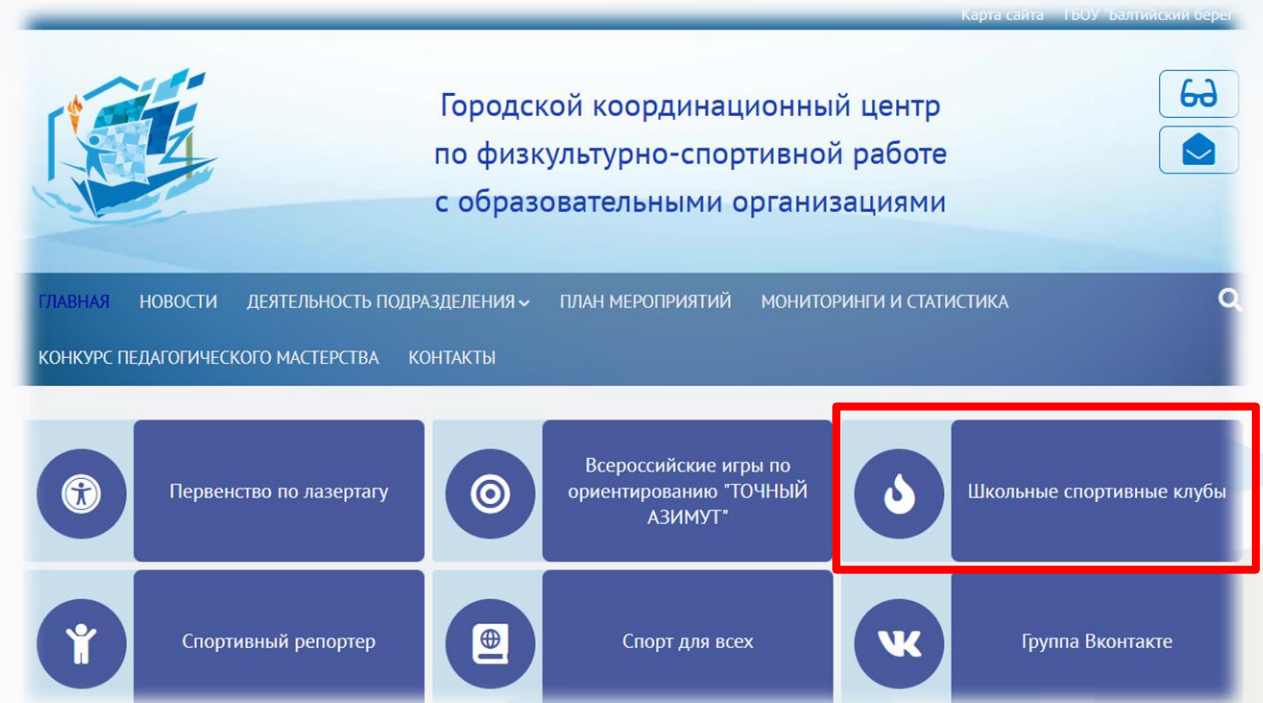 Карта сайта ГБОУ "Балтийский берег"
Городской координационный центр
по физкультурно-спортивной работе
с образовательными организациями
ГЛАВНАЯ НОВОСТИ ДЕЯТЕЛЬНОСТЬ ПОДРАЗДЕЛЕНИЯ ПЛАН МЕРОПРИЯТИЙ МОНИТОРИНГИ И СТАТИСТИКА
КОНКУРС ПЕДАГОГИЧЕСКОГО МАСТЕРСТВА КОНТАКТЫ
Первенство по лазертагу
Всероссийские игры по
ориентированию "ТОЧНЫЙ
АЗИМУТ"
Школьные спортивные клубы
Спортивный репортер
Спорт для всех
Группа Вконтакте